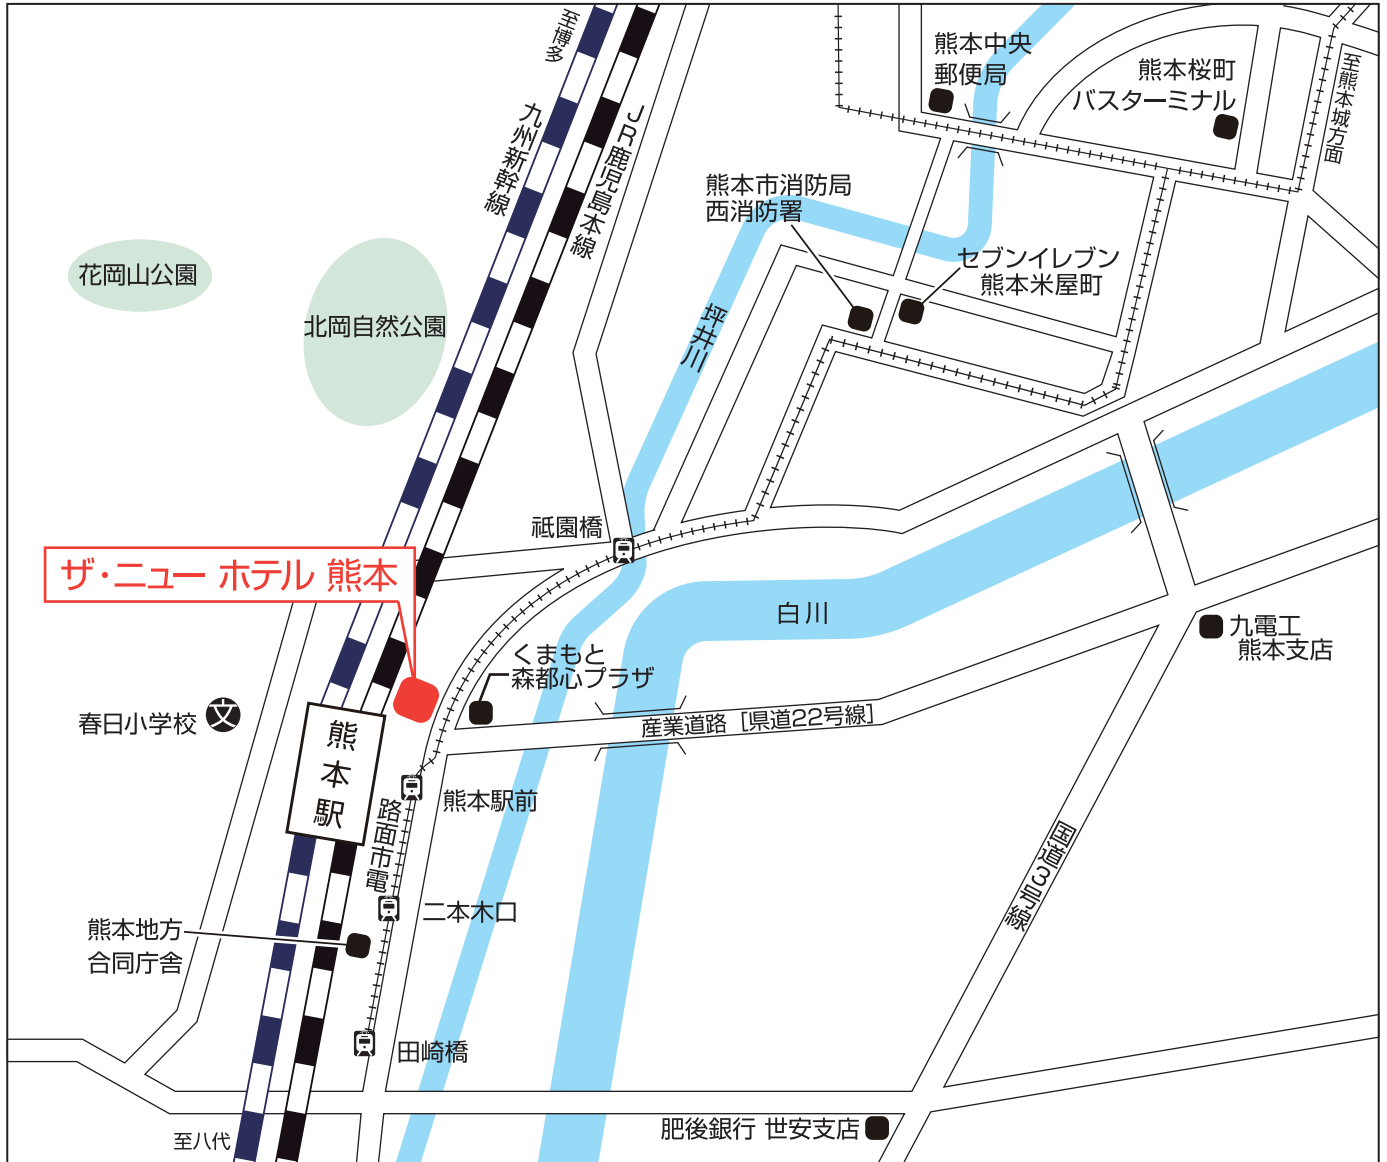 至博多
九州新幹線
JR鹿児島本線
熊本中央
郵便局
熊本桜町
バスターミナル
至熊本城方面
熊本市消防局
西消防署
セブンイレブン
熊本米屋町
花岡山公園
北岡自然公園
坪井川
祇園橋
ザ・ニュー ホテル 熊本
白川
九電工
熊本支店
くまもと
森都心プラザ
産業道路 [県道22号線]
春日小学校
文
熊本駅
熊本駅前
路面市電
国道3号線
二本木口
熊本地方
合同庁舎
田崎橋
至八代
肥後銀行 世安支店